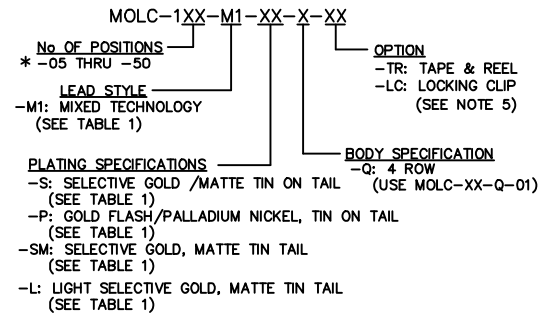 MOLC-1XX-M1-XX-X-XX
No OF POSITIONS
* -05 THRU -50
LEAD STYLE
-M1: MIXED TECHNOLOGY
(SEE TABLE 1)
PLATING SPECIFICATIONS
-S: SELECTIVE GOLD /MATTE TIN ON TAIL
(SEE TABLE 1)
-P: GOLD FLASH/PALLADIUM NICKEL, TIN ON TAIL
(SEE TABLE 1)
-SM: SELECTIVE GOLD, MATTE TIN TAIL
(SEE TABLE 1)
-L: LIGHT SELECTIVE GOLD, MATTE TIN TAIL
(SEE TABLE 1)
OPTION
-TR: TAPE & REEL
-LC: LOCKING CLIP
(SEE NOTE 5)
BODY SPECIFICATION
-Q: 4 ROW
(USE MOLC-XX-Q-01)